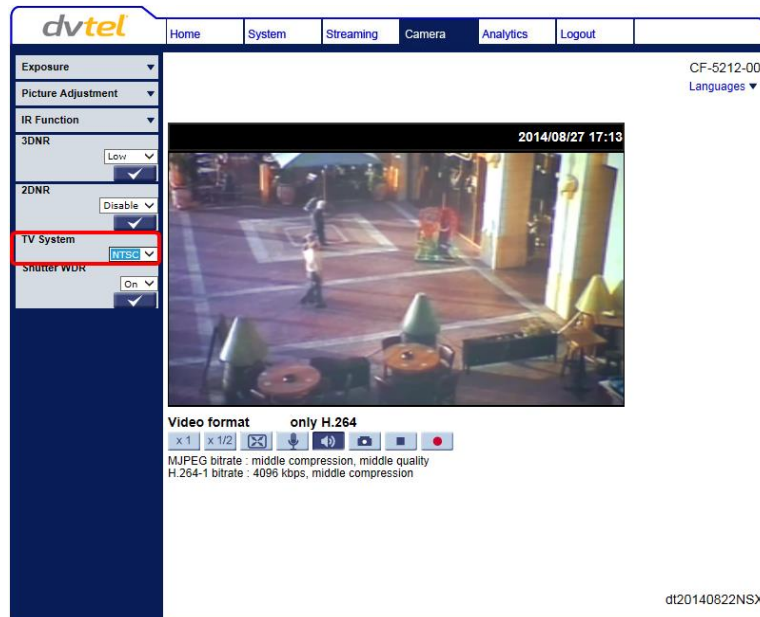 dvtel
Home System Streaming Camera Analytics Logout
CF-5212-00
Languages ▼
Exposure
Picture Adjustment
IR Function
3DNR
Low
2DNR
Disable
TV System
NTSC
Shutter WDR
On
2014/08/27 17:13
Video format only H.264
x 1 x 1/2
MJPEG bitrate : middle compression, middle quality
H.264-1 bitrate : 4096 kbps, middle compression
dt20140822NSX